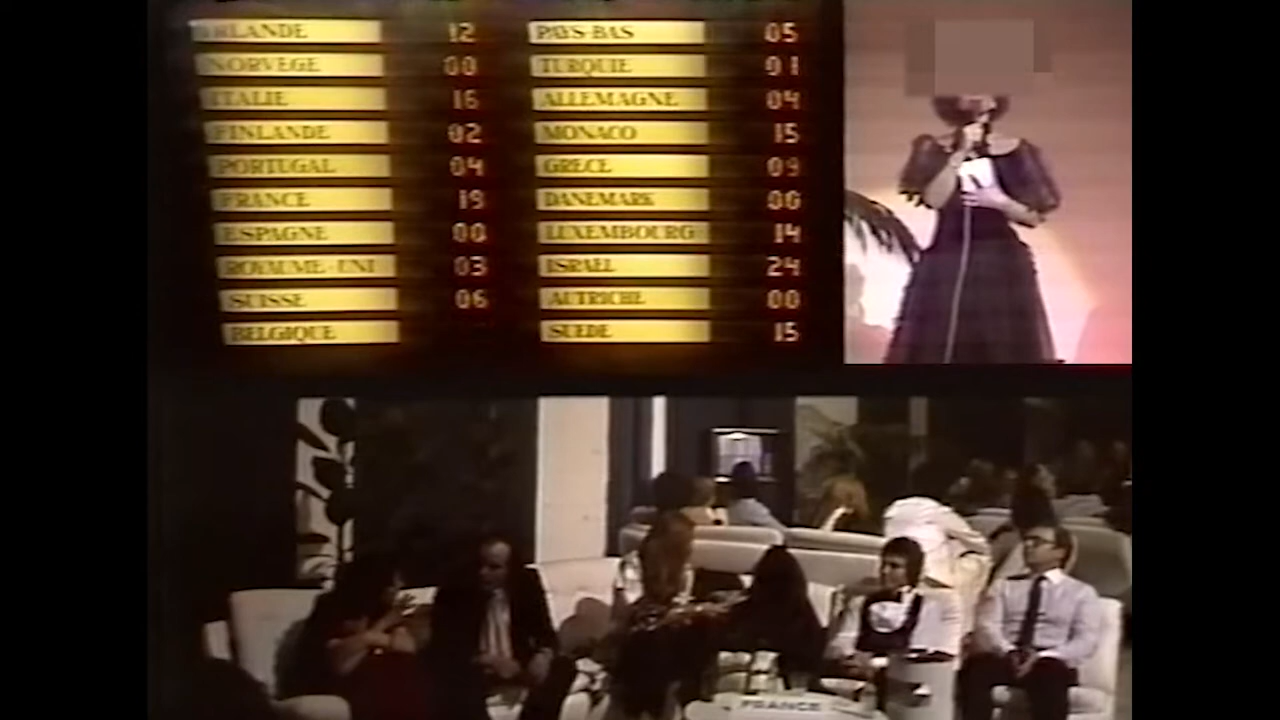 IRLANDE 12
NORVEGE 00
ITALIE 16
FINLANDE 02
PORTUGAL 04
FRANCE 19
ESPAGNE 00
ROYAUME-UNI 03
SUISSE 06
BELGIQUE
PAYS-BAS 05
TURQUIE 01
ALLEMAGNE 04
MONACO 15
GRECE 09
DANEMARK 00
LUXEMBOURG 14
ISRAEL 24
AUTRICHE 00
SUEDE 15
FRANCE